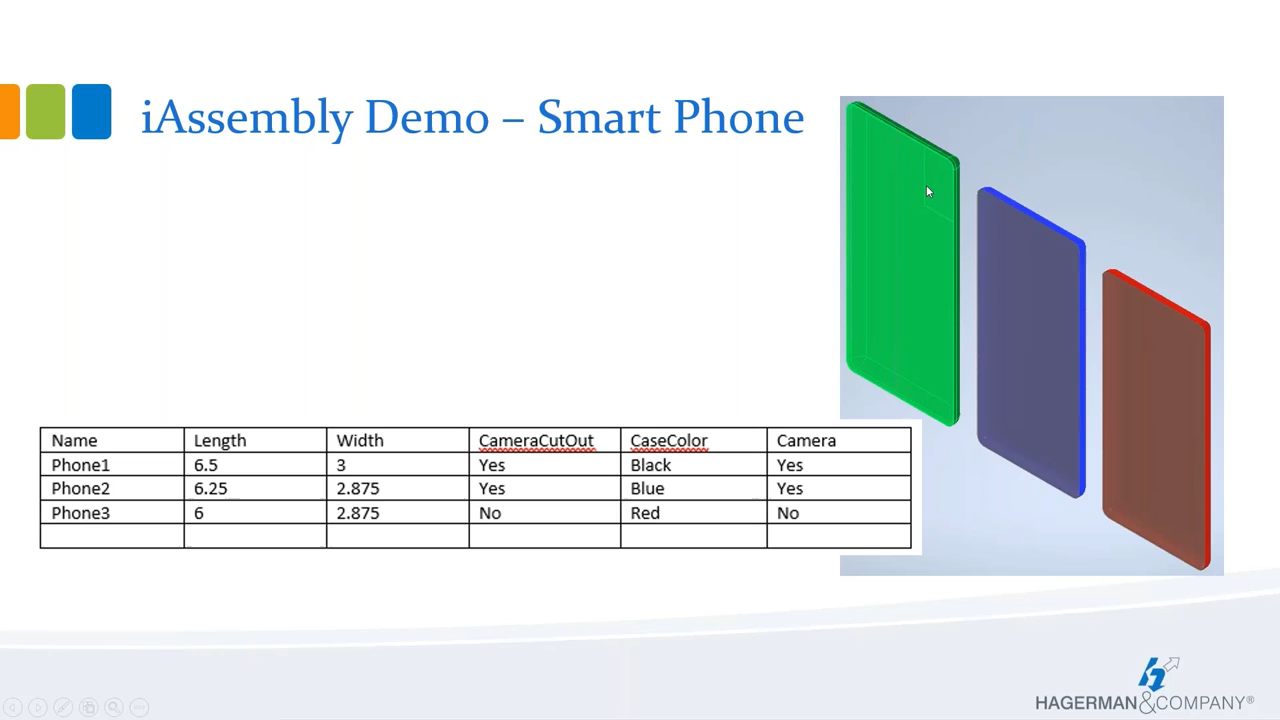 iAssembly Demo – Smart Phone
Name Length Width CameraCutOut CaseColor Camera
Phone1 6.5 3 Yes Black Yes
Phone2 6.25 2.875 Yes Blue Yes
Phone3 6 2.875 No Red No
HAGERMAN&COMPANY®